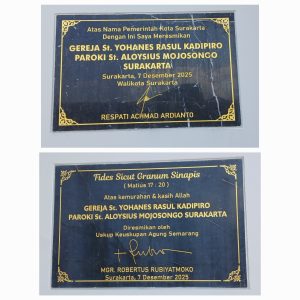 Atas Nama Pemerintah Kota Surakarta
Dengan Ini Saya Meresmikan
GEREJA St. YOHANES RASUL KADIPIRO
PAROKI St. ALOYSIUS MOJOSONGO
SURAKARTA
Surakarta, 7 Desember 2025
Walikota Surakarta
RESPATI ACHMAD ARDIANTO
Fides Sicut Granum Sinapis
( Matius 17 : 20 )
Atas kemurahan & kasih Allah
GEREJA St. YOHANES RASUL KADIPIRO
PAROKI St. ALOYSIUS MOJOSONGO SURAKARTA
Diresmikan oleh
Uskup Keuskupan Agung Semarang
MGR. ROBERTUS RUBIYATMOKO
Surakarta, 7 Desember 2025